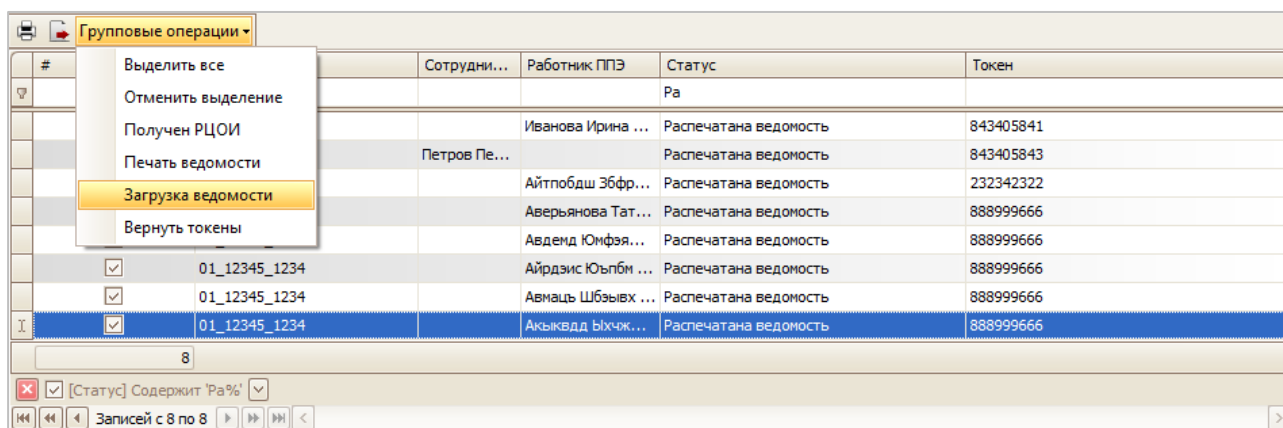 Групповые операции
# Сотрудни... Работник ППЭ Статус Токен
Ра
Выделить все
Отменить выделение
Получен РЦОИ
Печать ведомости
Загрузка ведомости
Вернуть токены
Иванова Ирина ... Распечатана ведомость 843405841
Петров Пе... Распечатана ведомость 843405843
Айтпобдш Збфр... Распечатана ведомость 232342322
Аверьянова Тат... Распечатана ведомость 888999666
Авдемд Юмфэя... Распечатана ведомость 888999666
01_12345_1234 Айрдэис Юъпбм ... Распечатана ведомость 888999666
01_12345_1234 Авмацъ Шбэывх ... Распечатана ведомость 888999666
01_12345_1234 Акыквдд Ыхчж... Распечатана ведомость 888999666
8
[Статус] Содержит 'Ра%'
Записей с 8 по 8